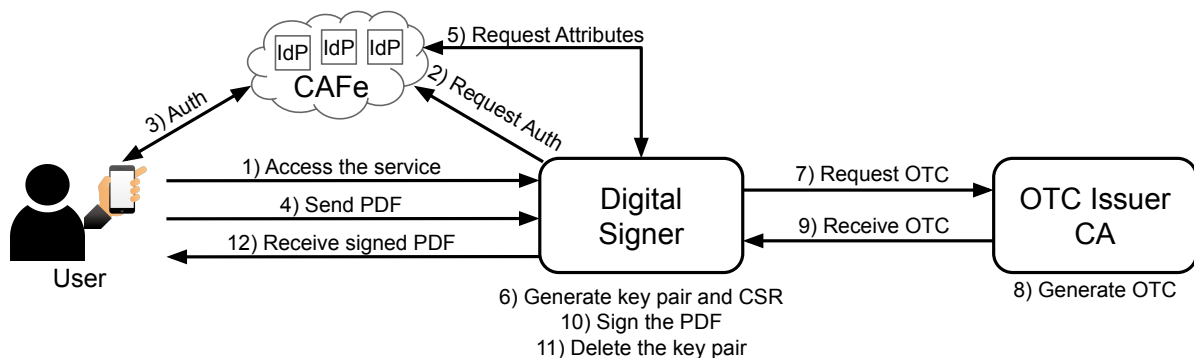 IdP IdP IdP
CAFe
5) Request Attributes
2) Request Auth
3) Auth
1) Access the service
4) Send PDF
12) Receive signed PDF
User
Digital
Signer
7) Request OTC
9) Receive OTC
OTC Issuer
CA
8) Generate OTC
6) Generate key pair and CSR
10) Sign the PDF
11) Delete the key pair